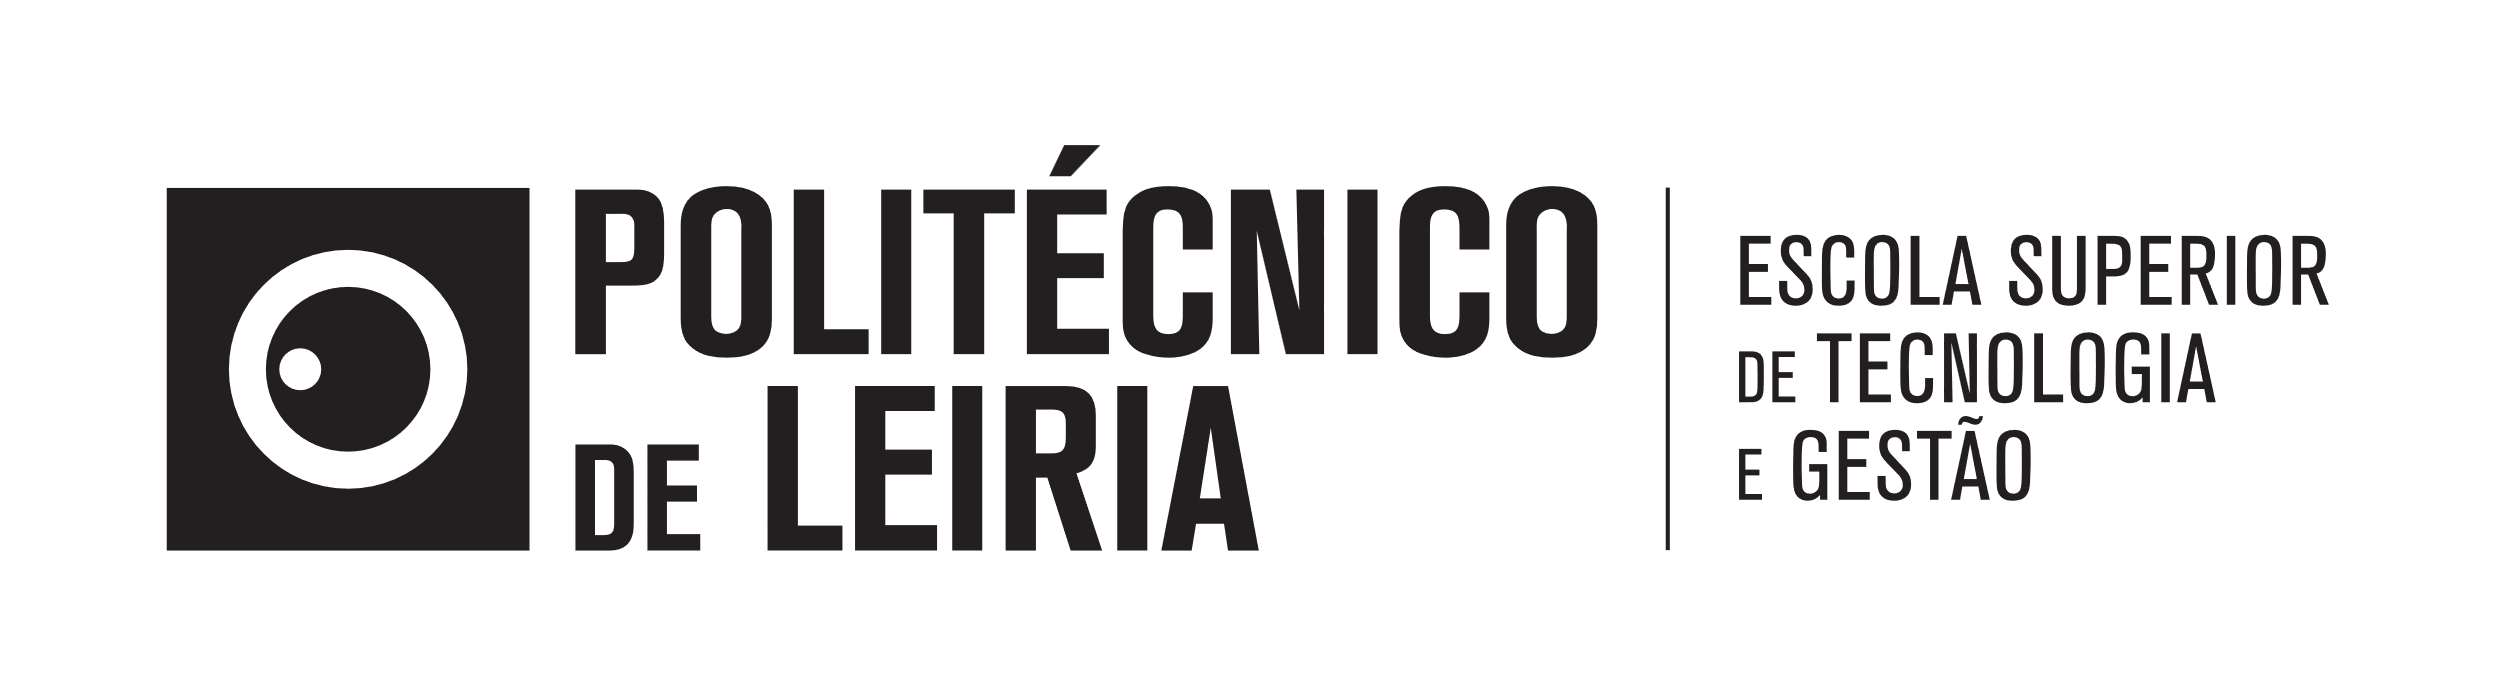 POLITÉCNICO
DE LEIRIA
ESCOLA SUPERIOR
DE TECNOLOGIA
E GESTÃO